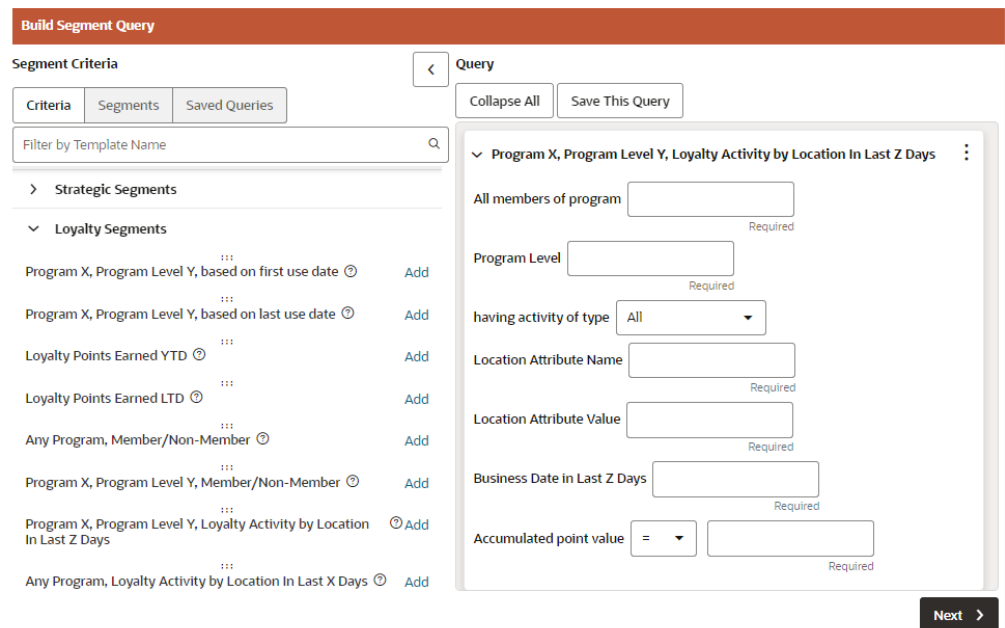 Build Segment Query
Segment Criteria
Criteria
Segments
Saved Queries
Filter by Template Name
Strategic Segments
Loyalty Segments
Program X, Program Level Y, based on first use date
Add
Program X, Program Level Y, based on last use date
Add
Loyalty Points Earned YTD
Add
Loyalty Points Earned LTD
Add
Any Program, Member/Non-Member
Add
Program X, Program Level Y, Member/Non-Member
Add
Program X, Program Level Y, Loyalty Activity by Location
In Last Z Days
Add
Any Program, Loyalty Activity by Location In Last X Days
Add
Query
Collapse All
Save This Query
Program X, Program Level Y, Loyalty Activity by Location In Last Z Days
All members of program
Required
Program Level
Required
having activity of type
All
Location Attribute Name
Required
Location Attribute Value
Required
Business Date in Last Z Days
Required
Accumulated point value
=
Required
Next